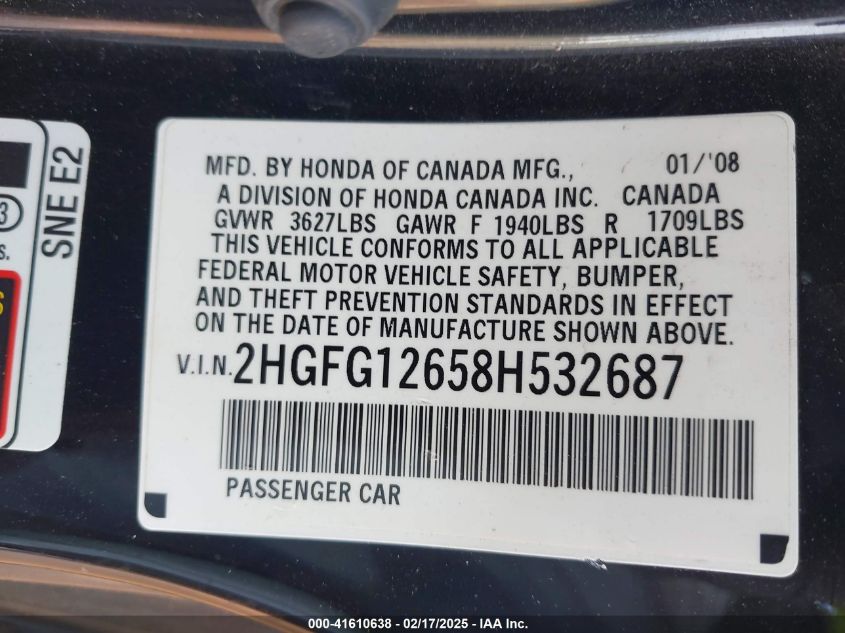 MFD. BY HONDA OF CANADA MFG., 01/'08
A DIVISION OF HONDA CANADA INC. CANADA
GVWR 3627LBS GAWR F 1940LBS R 1709LBS
THIS VEHICLE CONFORMS TO ALL APPLICABLE
FEDERAL MOTOR VEHICLE SAFETY, BUMPER,
AND THEFT PREVENTION STANDARDS IN EFFECT
ON THE DATE OF MANUFACTURE SHOWN ABOVE.
V.I.N. 2HGFG12658H532687
PASSENGER CAR
SNE E2
3
S.
S
000-41610638 - 02/17/2025 - IAA Inc.